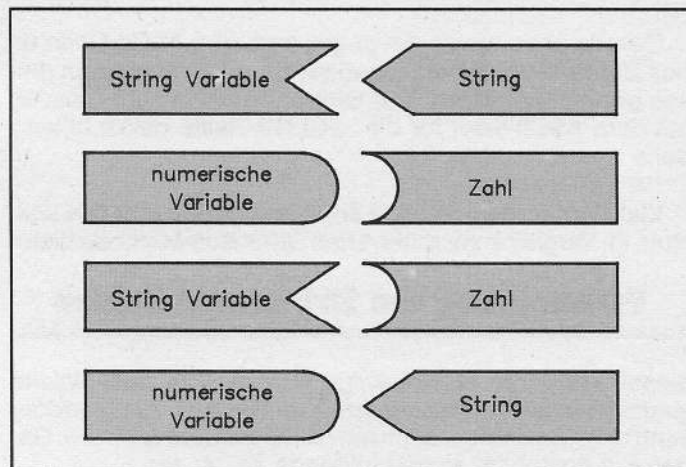 String Variable
String
numerische
Variable
Zahl
String Variable
Zahl
numerische
Variable
String